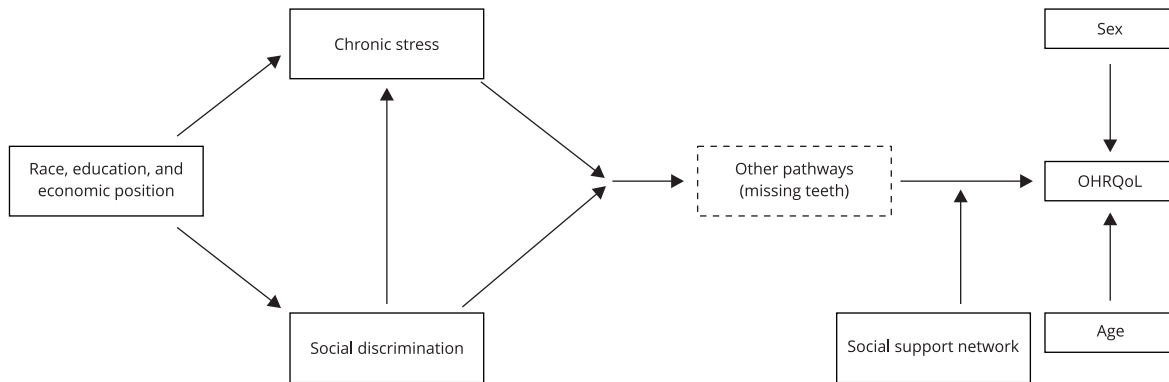 Chronic stress
Sex
Race, education, and
economic position
Other pathways
(missing teeth)
OHRQoL
Social discrimination
Social support network
Age